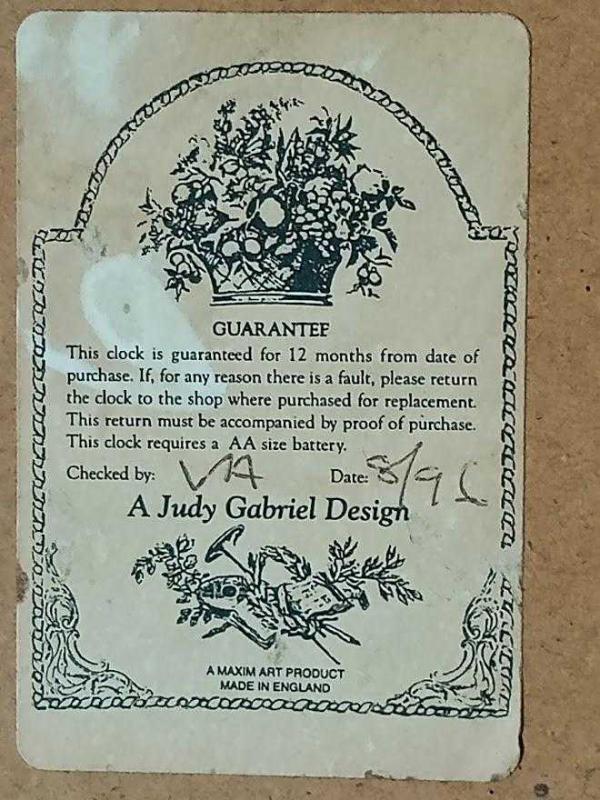 GUARANTEE
This clock is guaranteed for 12 months from date of
purchase. If, for any reason there is a fault, please return
the clock to the shop where purchased for replacement.
This return must be accompanied by proof of purchase.
This clock requires a AA size battery.
Checked by: Date: 8/96
A Judy Gabriel Design
A MAXIM ART PRODUCT
MADE IN ENGLAND